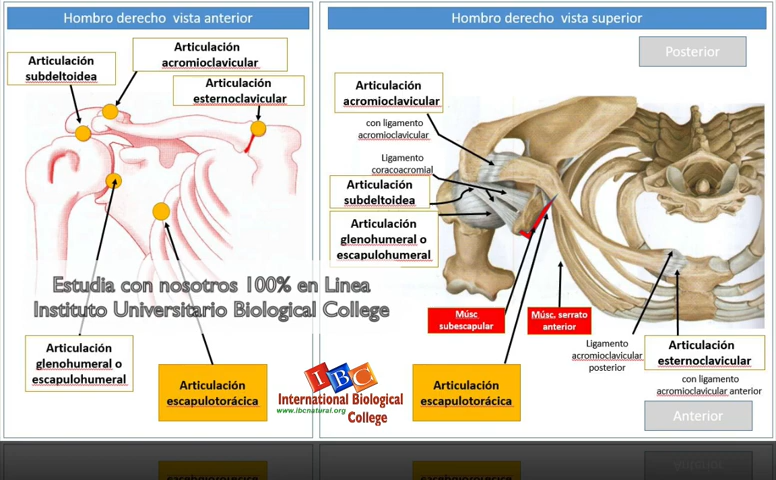 Hombro derecho vista anterior
Articulación
subdeltoidea
Articulación
acromioclavicular
Articulación
esternoclavicular
Estudia con nosotros 100% en Linea
Instituto Universitario Biological College
Articulación
glenohumeral o
escapulohumeral
Articulación
escapulotorácica
IBC
International Biological
www.ibcnatural.org
College
Hombro derecho vista superior
Posterior
Articulación
acromioclavicular
con ligamento
acromioclavicular
Ligamento
coracoacromial
Articulación
subdeltoidea
Articulación
glenohumeral o
escapulohumeral
Músc
subescapular
Músc. serrato
anterior
Ligamento
acromioclavicular
posterior
Articulación
esternoclavicular
con ligamento
acromioclavicular anterior
Articulación
escapulotorácica
Anterior